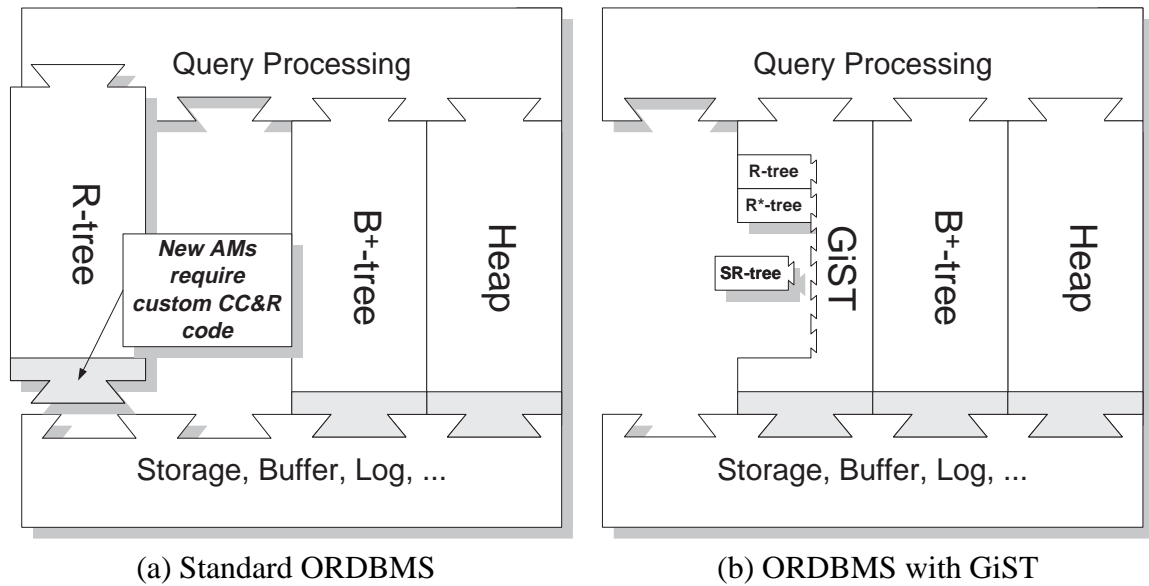 Query Processing
R-tree
New AMs
require
custom CC&R
code
B+-tree
Heap
Storage, Buffer, Log, ...
(a) Standard ORDBMS
Query Processing
R-tree
R*-tree
SR-tree
GiST
B+-tree
Heap
Storage, Buffer, Log, ...
(b) ORDBMS with GiST